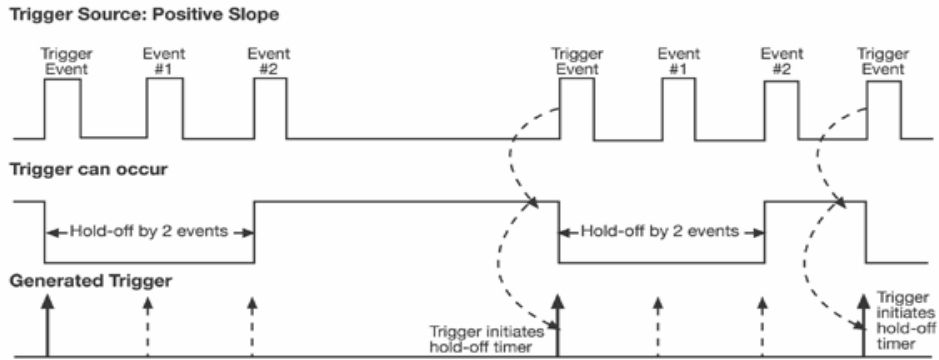 Trigger Source: Positive Slope
Trigger
Event
Event
#1
Event
#2
Trigger
Event
Event
#1
Event
#2
Trigger
Event
Trigger can occur
Hold-off by 2 events
Hold-off by 2 events
Generated Trigger
Trigger initiates
hold-off timer
Trigger
initiates
hold-off
timer